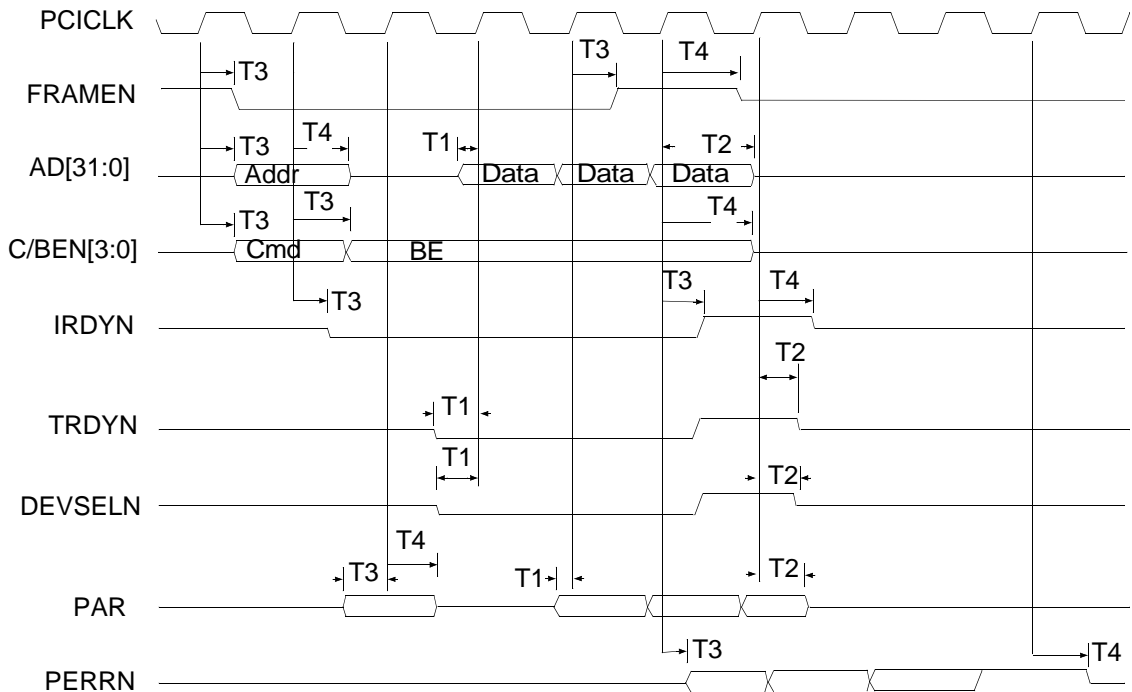 PCICLK
T3 T3 T4
FRAMEN
T3 T4 T1 T2
AD[31:0] Addr Data Data Data
T3 T3 T4
C/BEN[3:0] Cmd BE
T3 T3 T4
IRDYN
T2
T1
TRDYN
T1
T2
DEVSELN
T4
T3 T1 T2
PAR
T3 T4
PERRN